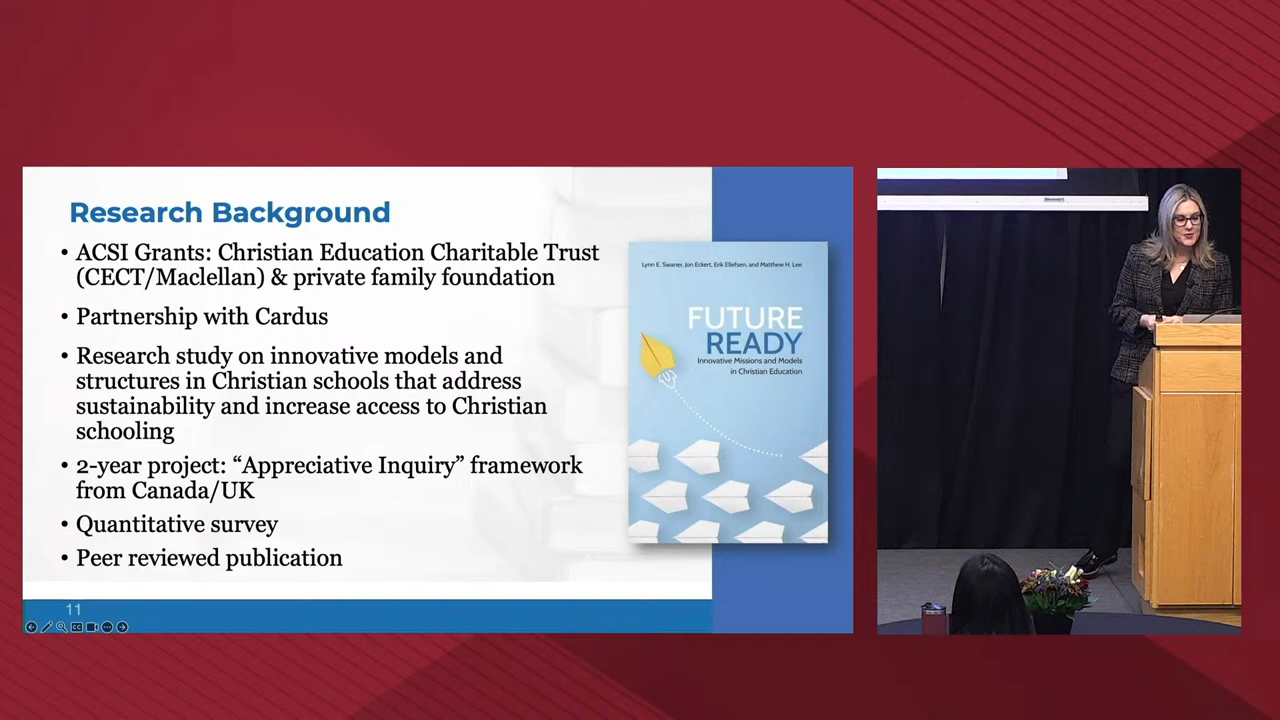 Research Background
• ACSI Grants: Christian Education Charitable Trust
(CECT/Maclellan) & private family foundation
• Partnership with Cardus
• Research study on innovative models and
structures in Christian schools that address
sustainability and increase access to Christian
schooling
• 2-year project: “Appreciative Inquiry” framework
from Canada/UK
• Quantitative survey
• Peer reviewed publication
11
Lynn E. Swaner, Jon Eckert, Erik Ellefsen, and Matthew H. Lee
FUTURE
READY
Innovative Missions and Models
in Christian Education